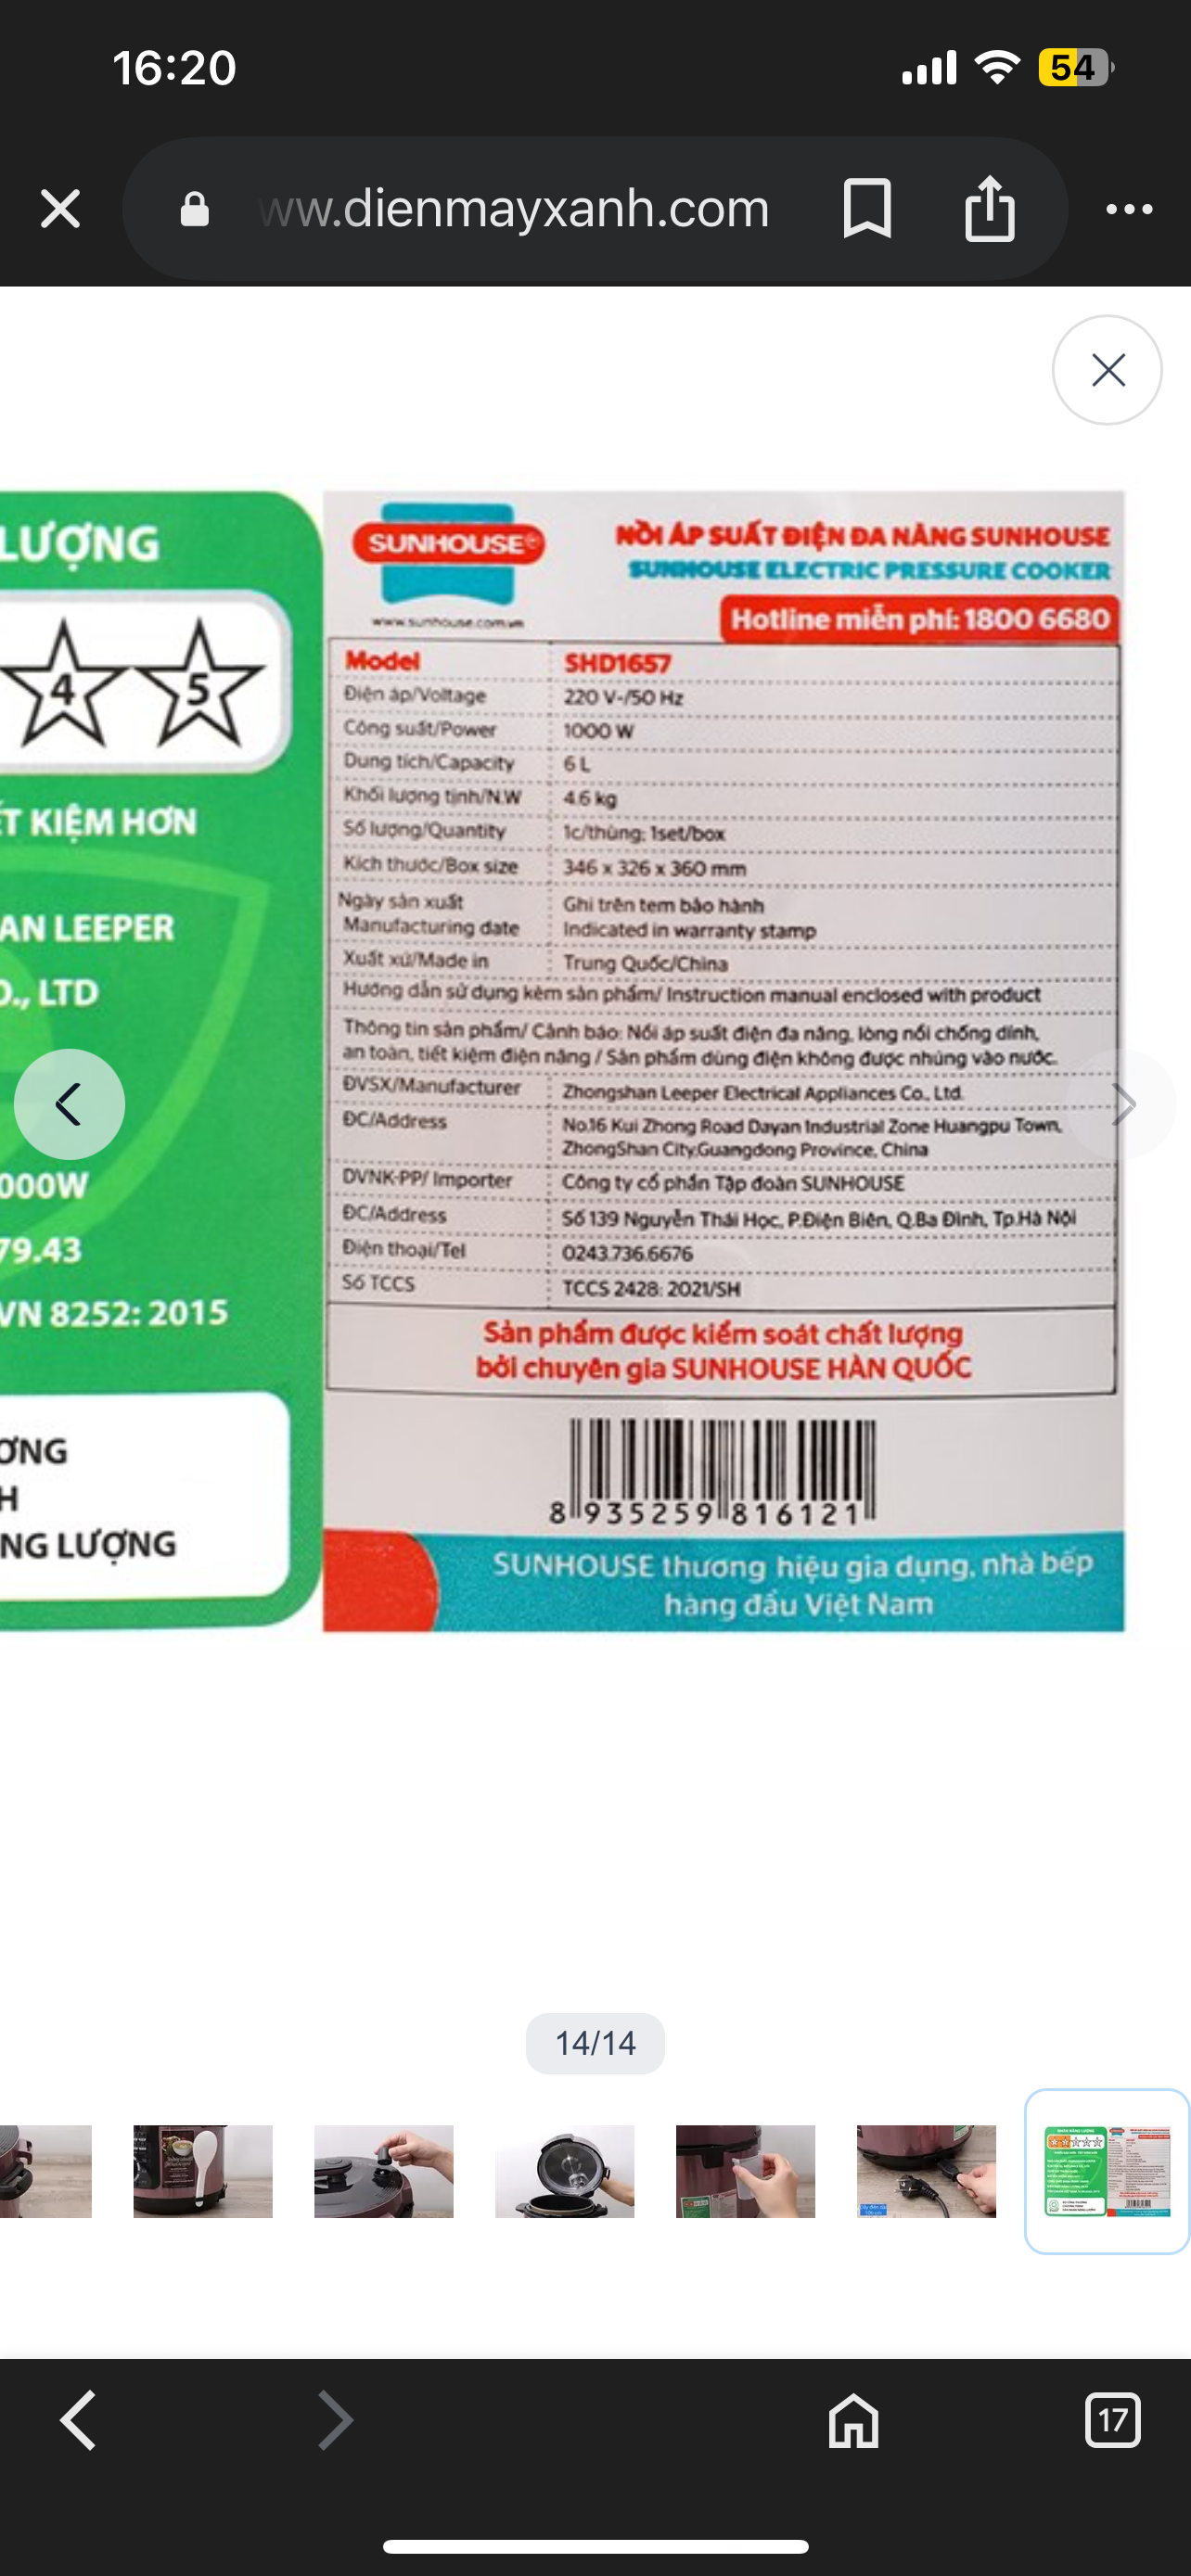 16:20
54
ww.dienmayxanh.com
LƯỢNG
4 5
ẾT KIỆM HƠN
AN LEEPER
O., LTD
000W
79.43
VN 8252: 2015
ƠNG
H
NG LƯỢNG
SUNHOUSE®
www.sunhouse.com.vn
NỒI ÁP SUẤT ĐIỆN ĐA NĂNG SUNHOUSE
SUNHOUSE ELECTRIC PRESSURE COOKER
Hotline miễn phí: 1800 6680
Model SHD1657
Điện áp/Voltage 220 V~/50 Hz
Công suất/Power 1000 W
Dung tích/Capacity 6 L
Khối lượng tịnh/N.W 4.6 kg
Số lượng/Quantity 1c/thùng; 1set/box
Kích thước/Box size 346 x 326 x 360 mm
Ngày sản xuất Ghi trên tem bảo hành
Manufacturing date Indicated in warranty stamp
Xuất xứ/Made in Trung Quốc/China
Hướng dẫn sử dụng kèm sản phẩm/ Instruction manual enclosed with product
Thông tin sản phẩm/ Cảnh báo: Nồi áp suất điện đa năng, lòng nồi chống dính,
an toàn, tiết kiệm điện năng / Sản phẩm dùng điện không được nhúng vào nước.
ĐVSX/Manufacturer Zhongshan Leeper Electrical Appliances Co., Ltd.
ĐC/Address No.16 Kui Zhong Road Dayan Industrial Zone Huangpu Town,
ZhongShan City,Guangdong Province, China
DVNK-PP/ Importer Công ty cổ phần Tập đoàn SUNHOUSE
ĐC/Address Số 139 Nguyễn Thái Học, P.Điện Biên, Q.Ba Đình, Tp.Hà Nội
Điện thoại/Tel 0243.736.6676
Số TCCS TCCS 2428: 2021/SH
Sản phẩm được kiểm soát chất lượng
bởi chuyên gia SUNHOUSE HÀN QUỐC
8 935259 816121
SUNHOUSE thương hiệu gia dụng, nhà bếp
hàng đầu Việt Nam
14/14
17